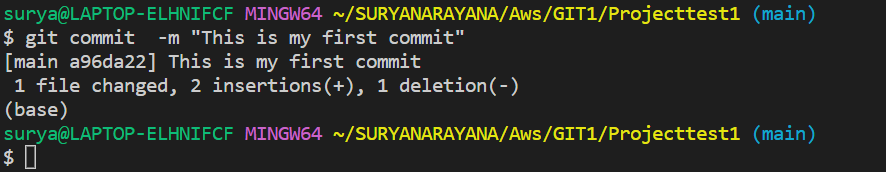 surya@LAPTOP-ELHNIFCF MINGW64 ~/SURYANARAYANA/Aws/GIT1/Projecttest1 (main)
$ git commit  -m "This is my first commit"
[main a96da22] This is my first commit
 1 file changed, 2 insertions(+), 1 deletion(-)
(base)
surya@LAPTOP-ELHNIFCF MINGW64 ~/SURYANARAYANA/Aws/GIT1/Projecttest1 (main)
$